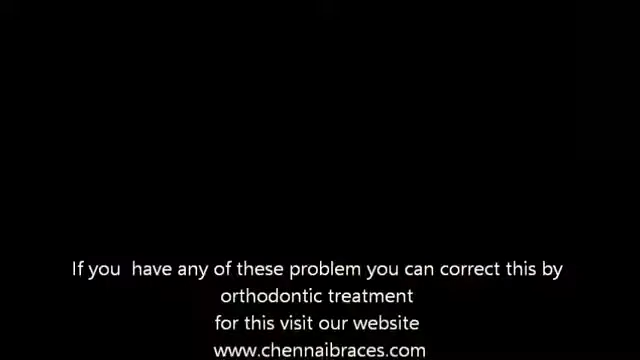 If you  have any of these problem you can correct this by
orthodontic treatment
for this visit our website
www.chennaibraces.com